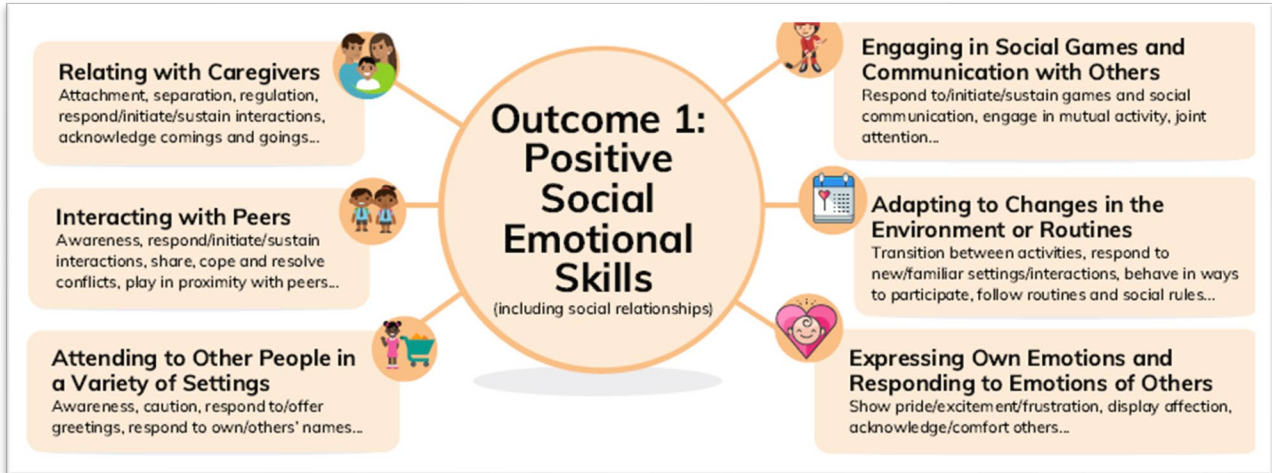 Relating with Caregivers
Attachment, separation, regulation,
respond/initiate/sustain interactions,
acknowledge comings and goings...
Interacting with Peers
Awareness, respond/initiate/sustain
interactions, share, cope and resolve
conflicts, play in proximity with peers...
Attending to Other People in
a Variety of Settings
Awareness, caution, respond to/offer
greetings, respond to own/others' names...
Outcome 1:
Positive
Social
Emotional
Skills
(including social relationships)
Engaging in Social Games and
Communication with Others
Respond to/initiate/sustain games and social
communication, engage in mutual activity, joint
attention...
Adapting to Changes in the
Environment or Routines
Transition between activities, respond to
new/familiar settings/interactions, behave in ways
to participate, follow routines and social rules...
Expressing Own Emotions and
Responding to Emotions of Others
Show pride/excitement/frustration, display affection,
acknowledge/comfort others...